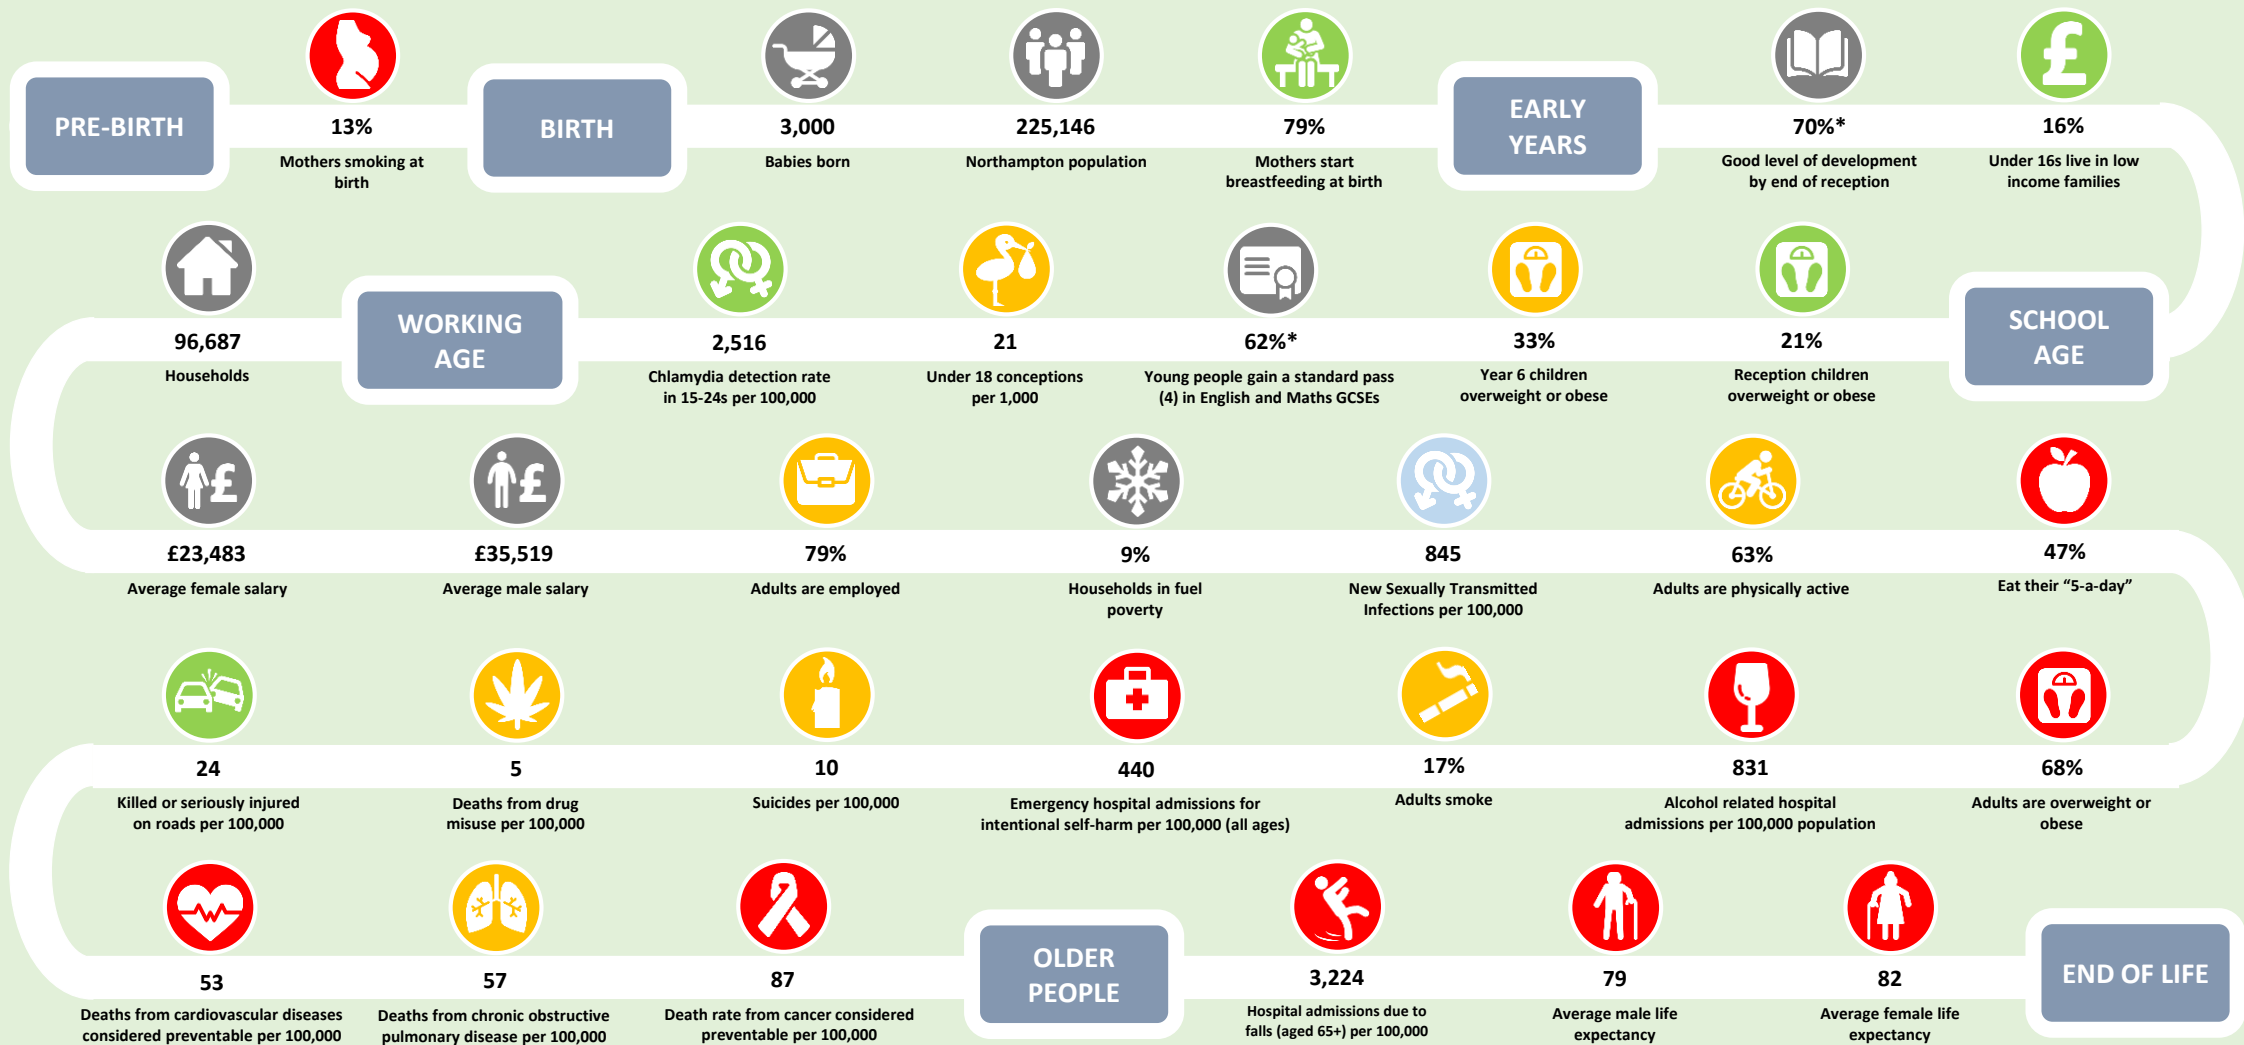 PRE-BIRTH
13%
Mothers smoking at
birth
BIRTH
3,000
Babies born
225,146
Northampton population
79%
Mothers start
breastfeeding at birth
EARLY
YEARS
70%*
Good level of development
by end of reception
£
16%
Under 16s live in low
income families
SCHOOL
AGE
21%
Reception children
overweight or obese
33%
Year 6 children
overweight or obese
62%*
Young people gain a standard pass
(4) in English and Maths GCSEs
21
Under 18 conceptions
per 1,000
2,516
Chlamydia detection rate
in 15-24s per 100,000
WORKING
AGE
96,687
Households
£
£23,483
Average female salary
£
£35,519
Average male salary
79%
Adults are employed
9%
Households in fuel
poverty
845
New Sexually Transmitted
Infections per 100,000
63%
Adults are physically active
47%
Eat their “5-a-day”
68%
Adults are overweight or
obese
831
Alcohol related hospital
admissions per 100,000 population
17%
Adults smoke
440
Emergency hospital admissions for
intentional self-harm per 100,000 (all ages)
10
Suicides per 100,000
5
Deaths from drug
misuse per 100,000
24
Killed or seriously injured
on roads per 100,000
53
Deaths from cardiovascular diseases
considered preventable per 100,000
57
Deaths from chronic obstructive
pulmonary disease per 100,000
87
Death rate from cancer considered
preventable per 100,000
OLDER
PEOPLE
3,224
Hospital admissions due to
falls (aged 65+) per 100,000
79
Average male life
expectancy
82
Average female life
expectancy
END OF LIFE